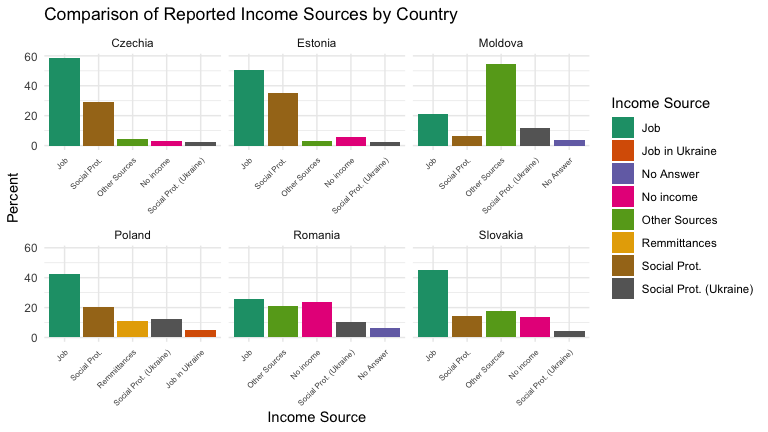 Comparison of Reported Income Sources by Country
Czechia
Estonia
Moldova
60
40
20
0
Job
Social Prot.
Other Sources
No income
Social Prot. (Ukraine)
Job
Social Prot.
Other Sources
No income
Social Prot. (Ukraine)
Job
Social Prot.
Other Sources
Social Prot. (Ukraine)
No Answer
Percent
Poland
Romania
Slovakia
60
40
20
0
Job
Social Prot.
Remmittances
Social Prot. (Ukraine)
Job in Ukraine
Job
Other Sources
No income
Social Prot. (Ukraine)
No Answer
Job
Social Prot.
Other Sources
No income
Social Prot. (Ukraine)
Income Source
Income Source
Job
Job in Ukraine
No Answer
No income
Other Sources
Remmittances
Social Prot.
Social Prot. (Ukraine)